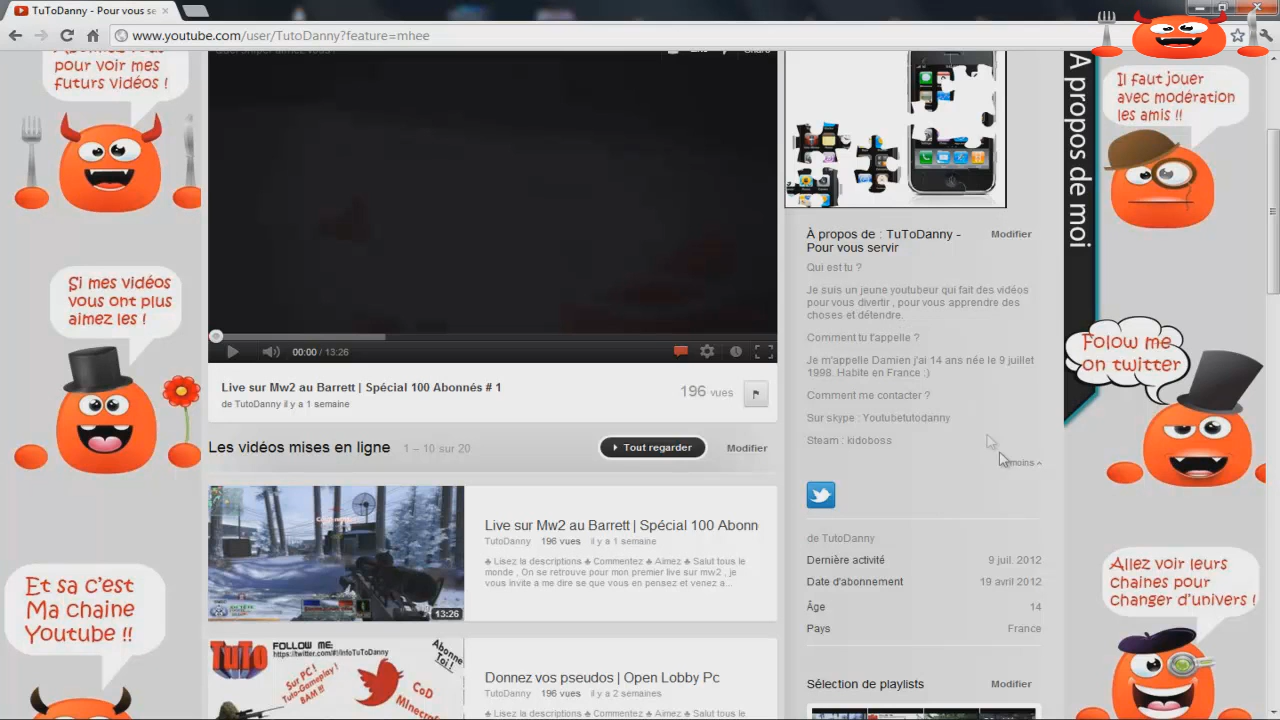 TuToDanny - Pour vous se
www.youtube.com/user/TutoDanny?feature=mhee
pour voir mes
futurs vidéos !
Si mes vidéos
vous ont plus
aimez les !
Et sa c'est
Ma chaine
Youtube !!
00:00 / 13:26
Live sur Mw2 au Barrett | Spécial 100 Abonnés # 1
de TutoDanny il y a 1 semaine
196 vues
Les vidéos mises en ligne
1 – 10 sur 20
Tout regarder
Modifier
13:26
Live sur Mw2 au Barrett | Spécial 100 Abonn
TutoDanny 196 vues il y a 1 semaine
♣ Lisez la descriptions ♣ Commentez ♣ Aimez ♣ Salut tous le
monde , On se retrouve pour mon premier live sur mw2 , je
vous invite a me dire se que vous en pensez et venez a...
TuTo
FOLLOW ME:
https://twitter.com/#!/InfoTuToDanny
Abonne
Toi !
Sur PC !
Tuto-Gameplay !
BAM !!!
CoD
Minecraf
Donnez vos pseudos | Open Lobby Pc
TutoDanny 196 vues il y a 2 semaines
♣ Lisez la descriptions ♣ Commentez ♣ Aimez ♣ Salut tous le
À propos de : TuToDanny -
Pour vous servir
Modifier
Qui est tu ?
Je suis un jeune youtubeur qui fait des vidéos
pour vous divertir , pour vous apprendre des
choses et détendre.
Comment tu t'appelle ?
Je m'appelle Damien j'ai 14 ans née le 9 juillet
1998. Habite en France :)
Comment me contacter ?
Sur skype : Youtubetutodanny
Steam : kidoboss
moins
de TutoDanny
Dernière activité 9 juil. 2012
Date d'abonnement 19 avril 2012
Âge 14
Pays France
Sélection de playlists
Modifier
A propos de moi
Il faut jouer
avec modération
les amis !!
Folow me
on twitter
Allez voir leurs
chaines pour
changer d'univers !